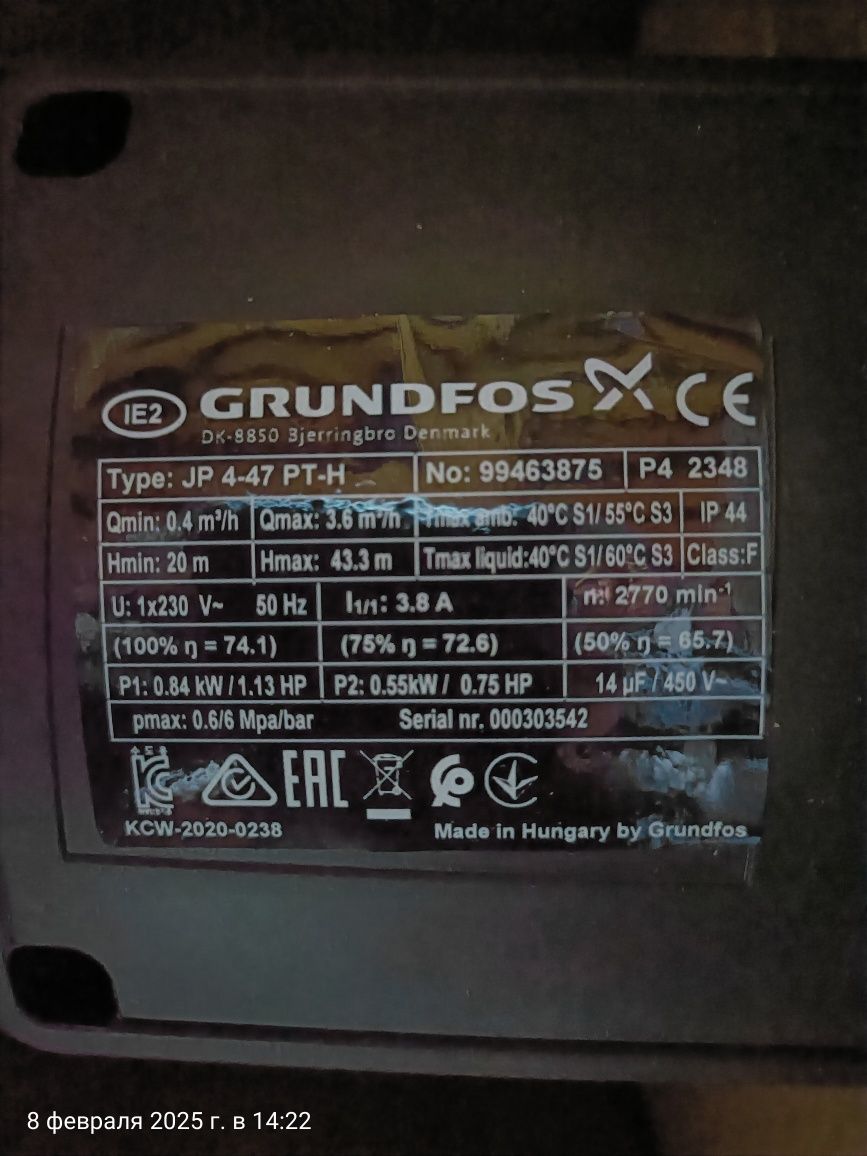 IE2 GRUNDFOS CE
DK-8850 Bjerringbro Denmark
Type: JP 4-47 PT-H No: 99463875 P4 2348
Qmin: 0.4 m³/h Qmax: 3.6 m³/h Tmax amb: 40°C S1/55°C S3 IP 44
Hmin: 20 m Hmax: 43.3 m Tmax liquid:40°C S1/60°C S3 Class:F
U: 1x230 V~ 50 Hz I1/1: 3.8 A n: 2770 min⁻¹
(100% η = 74.1) (75% η = 72.6) (50% η = 65.7)
P1: 0.84 kW/1.13 HP P2: 0.55kW/ 0.75 HP 14 µF / 450 V~
pmax: 0.6/6 Mpa/bar Serial nr. 000303542
EAC
KCW-2020-0238 Made in Hungary by Grundfos
8 февраля 2025 г. в 14:22